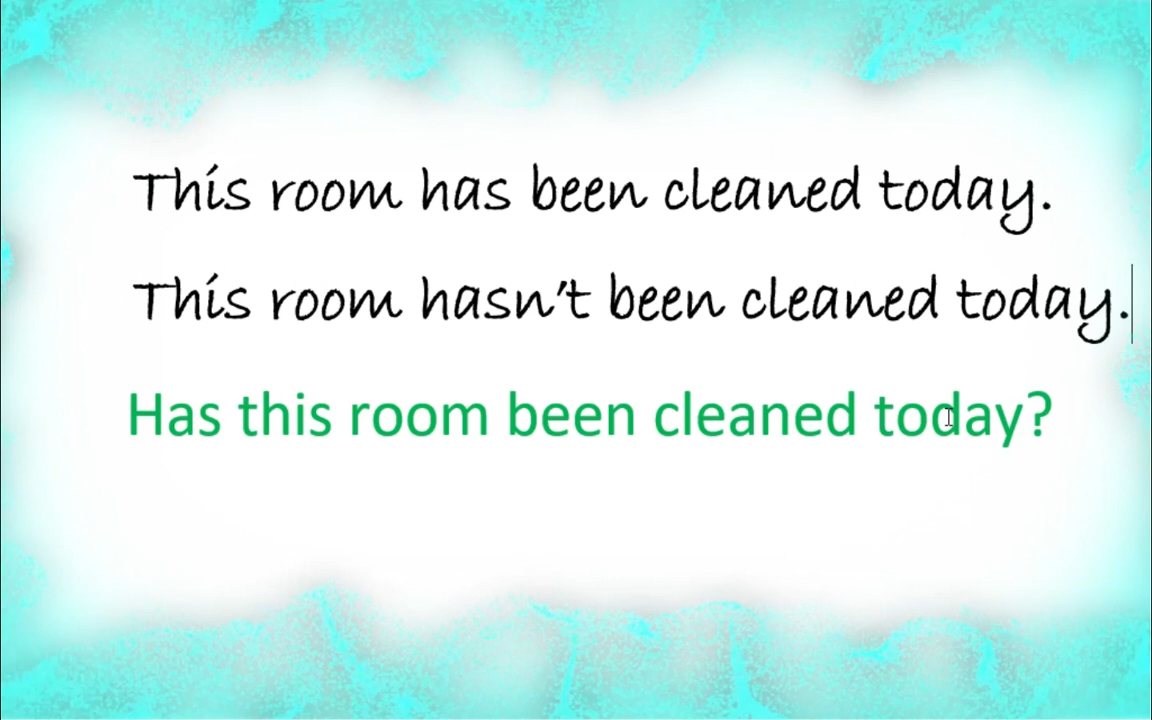 This room has been cleaned today.
This room hasn't been cleaned today.
Has this room been cleaned today?